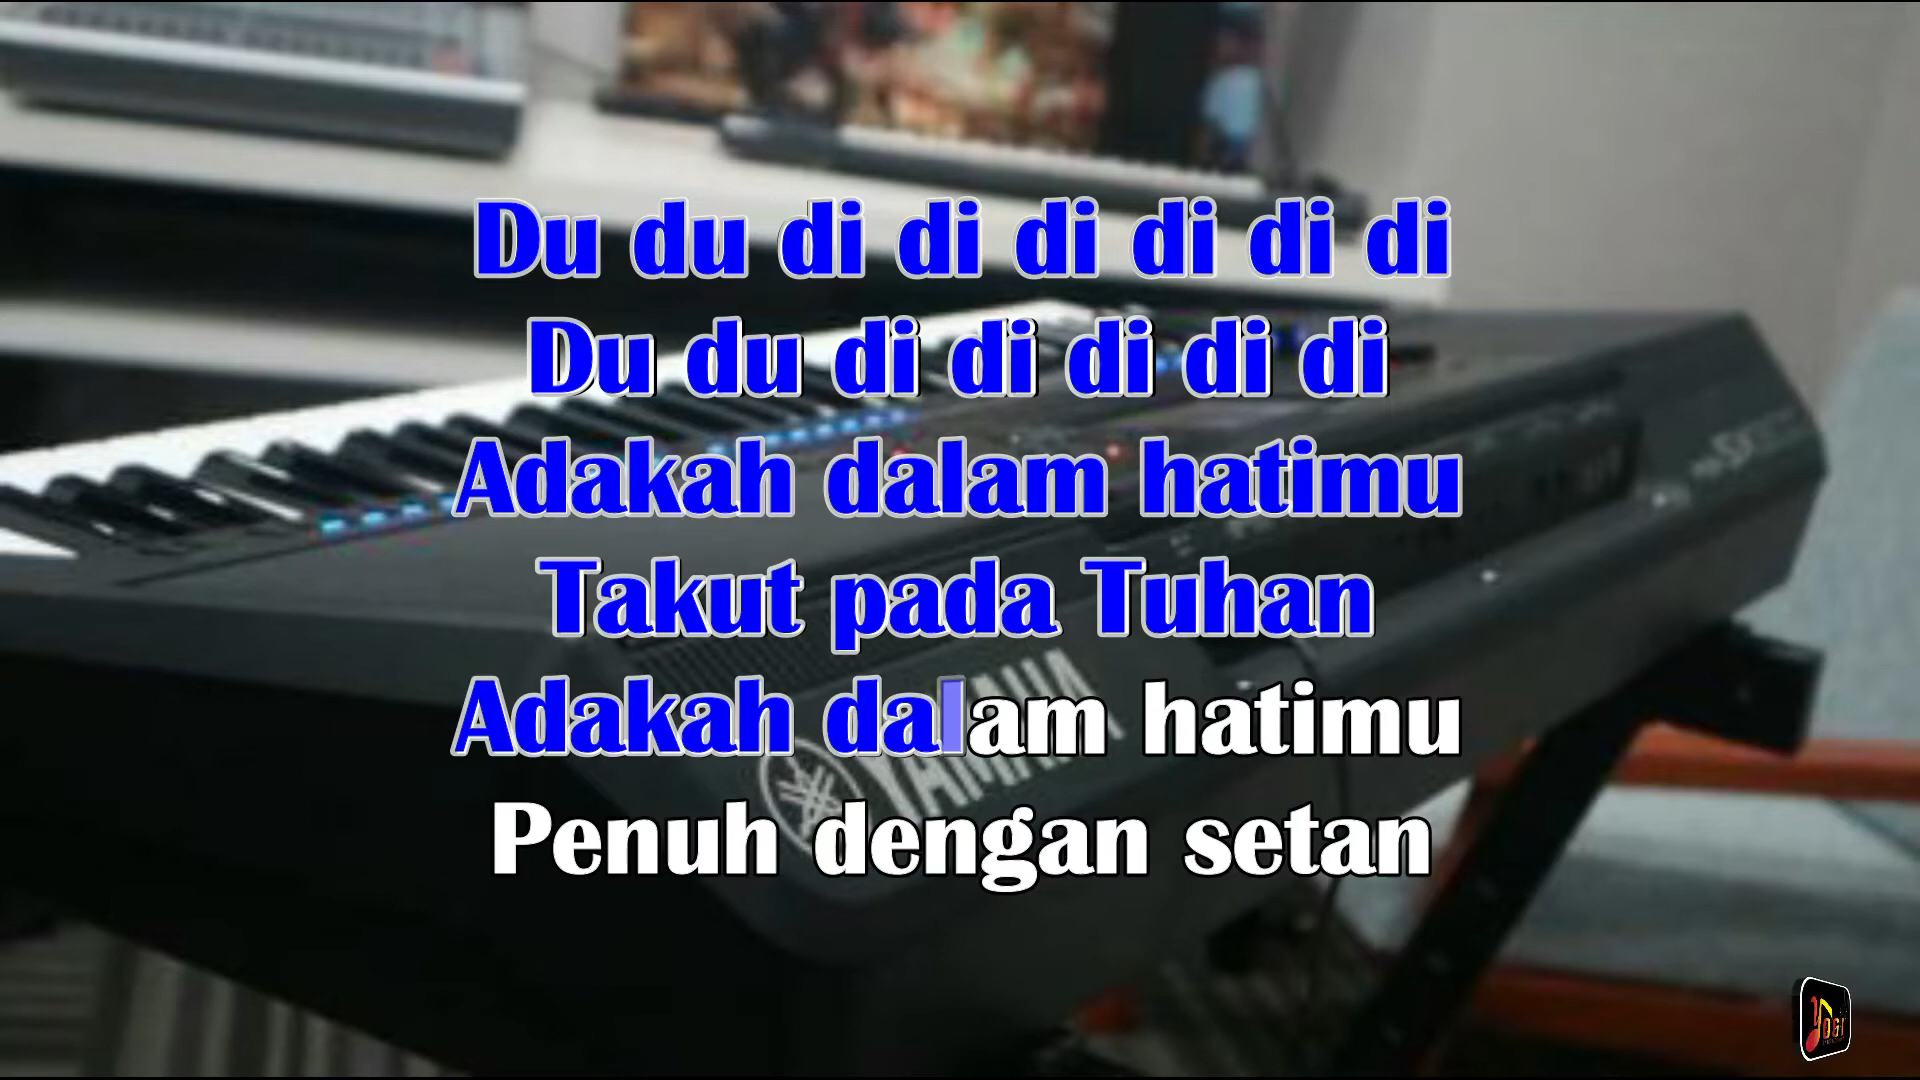 Du du di di di di di di
Du du di di di di di
Adakah dalam hatimu
Takut pada Tuhan
Adakah dalam hatimu
Penuh dengan setan
YAMAHA